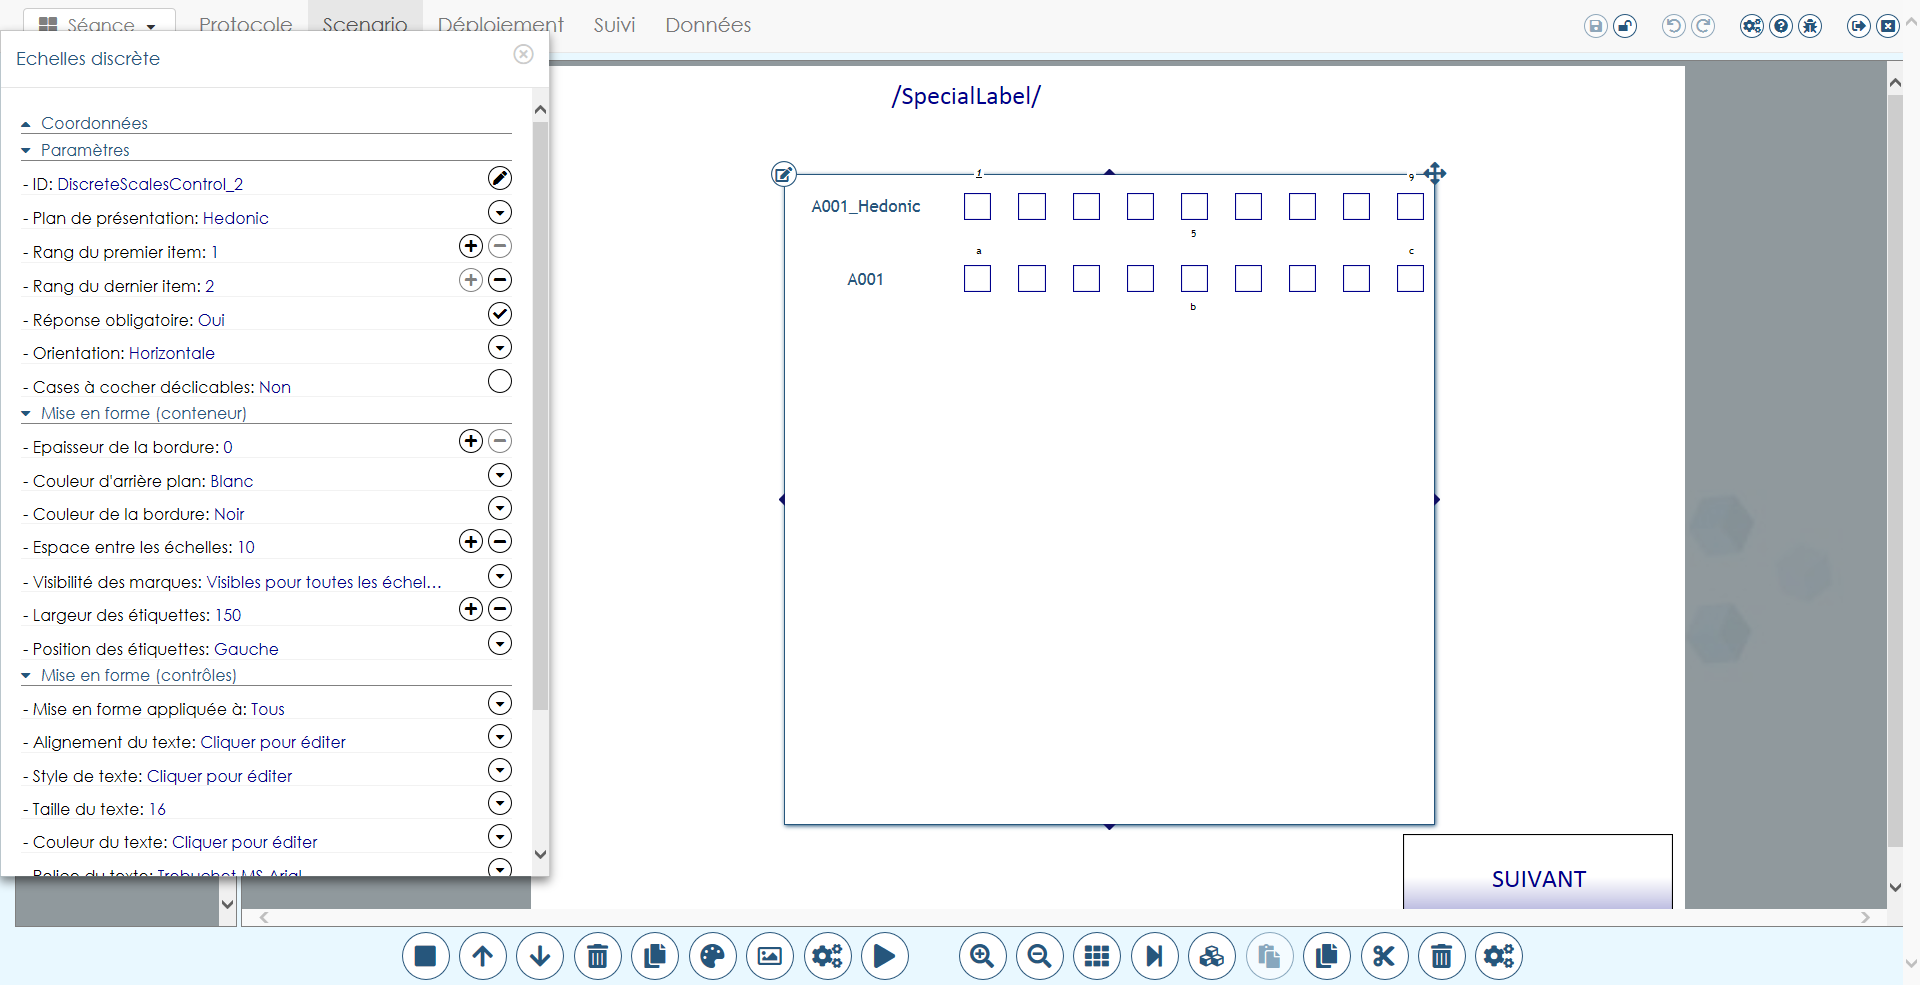 Séance
Protocole
Scenario
Déploiement
Suivi
Données
Echelles discrète
Coordonnées
Paramètres
- ID: DiscreteScalesControl_2
- Plan de présentation: Hedonic
- Rang du premier item: 1
- Rang du dernier item: 2
- Réponse obligatoire: Oui
- Orientation: Horizontale
- Cases à cocher déclicables: Non
Mise en forme (conteneur)
- Epaisseur de la bordure: 0
- Couleur d'arrière plan: Blanc
- Couleur de la bordure: Noir
- Espace entre les échelles: 10
- Visibilité des marques: Visibles pour toutes les échel...
- Largeur des étiquettes: 150
- Position des étiquettes: Gauche
Mise en forme (contrôles)
- Mise en forme appliquée à: Tous
- Alignement du texte: Cliquer pour éditer
- Style de texte: Cliquer pour éditer
- Taille du texte: 16
- Couleur du texte: Cliquer pour éditer
- Police du texte: Trebuchet MS,Arial
/SpecialLabel/
1 9
A001_Hedonic
5
a c
A001
b
SUIVANT